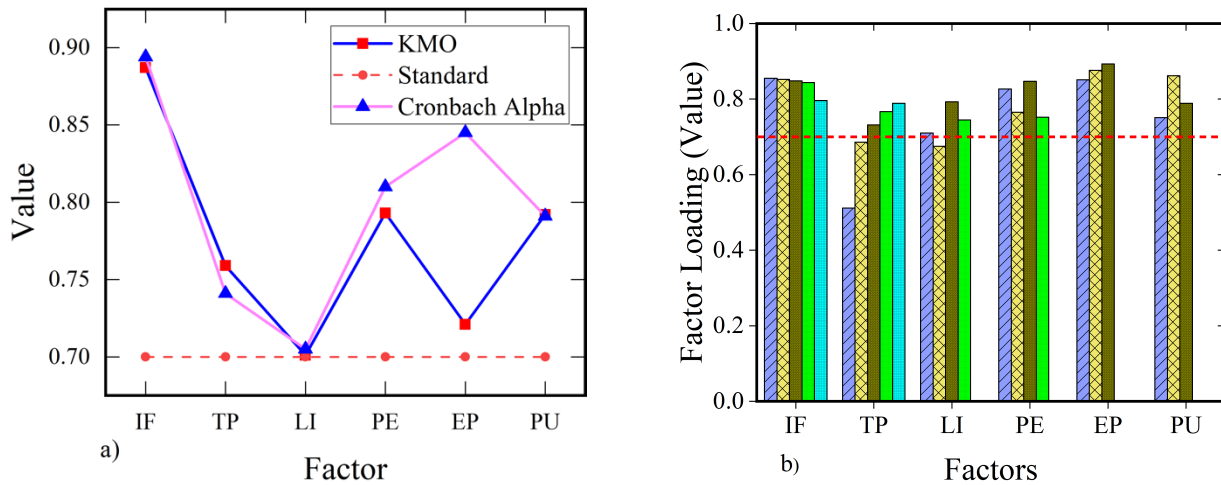 0.90
0.85
0.80
0.75
0.70
Value
KMO
Standard
Cronbach Alpha
IF TP LI PE EP PU
a)
Factor
1.0
0.8
0.6
0.4
0.2
0.0
Factor Loading (Value)
IF TP LI PE EP PU
b)
Factors